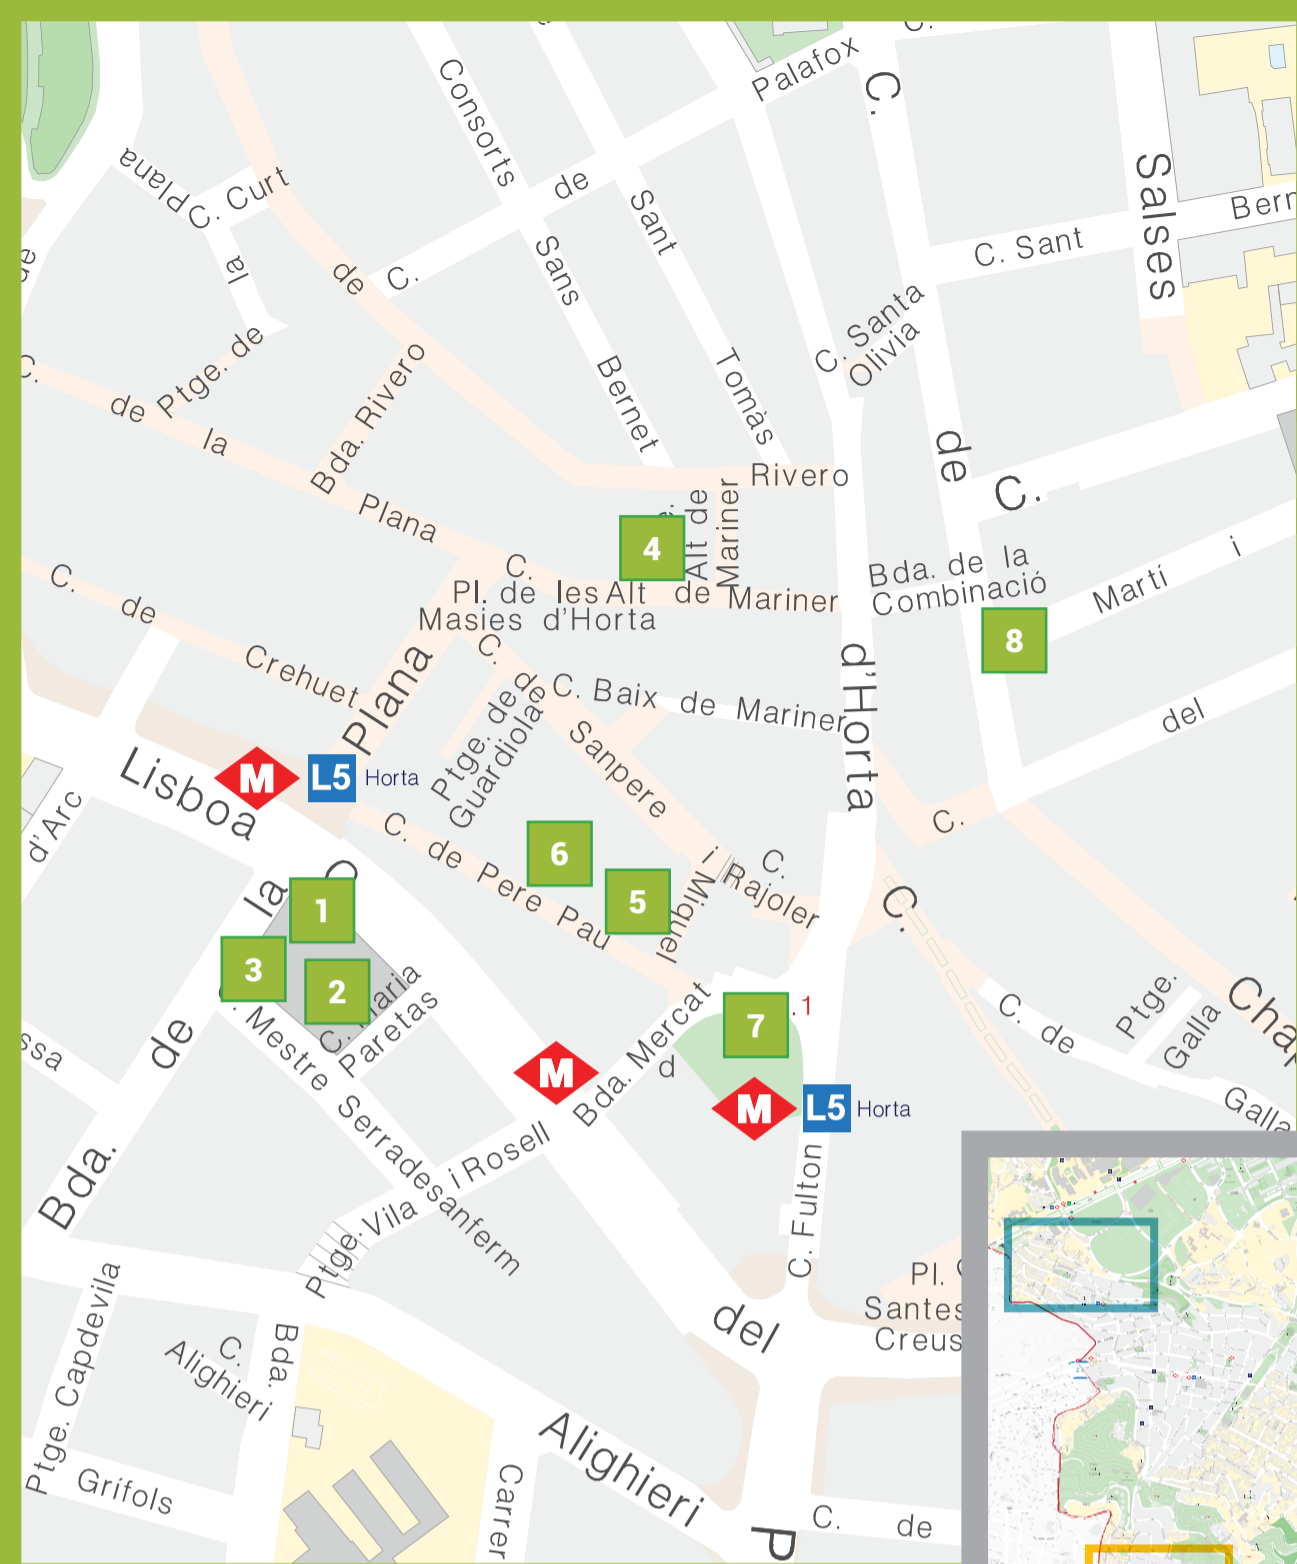 C.
Palafox
C.
de
C.
Consorts
Sans
Bernet
Sant
Tomàs
C.
de
Salses
C. Sant
Bern
C. Santa
Olivia
Plana
la
C. Curt
de
de
Ptge. de
Bda. Rivero
C.
de
la
Plana
Rivero
Alt de
Mariner
4
C.
Alt de Mariner
Pl. de les
Masies d'Horta
Bda. de la
Combinació
C.
Martí i
8
del
C.
C. de
Crehuet
Plana
C. de
Sanpere
i Miquel
C. Baix de Mariner
Ptge. de
Guardiola
d'Horta
Lisboa
M
L5 Horta
d'Arc
C. de Pere Pau
6
5
C.
Rajoler
C.
1
2
3
C. Maria
Paretas
Bda. de la
C. Mestre Serradesanferm
M
Bda. Mercat
d
7
.1
M
L5 Horta
C. Fulton
C. de
Galla
Ptge.
Galla
Chap
ssa
Ptge. Vila i Rosell
Pl. C
Santes
Creus
del
P
Ptge. Capdevila
C.
Alighieri
Bda.
Grífols
Alighieri
Carrer
C. de